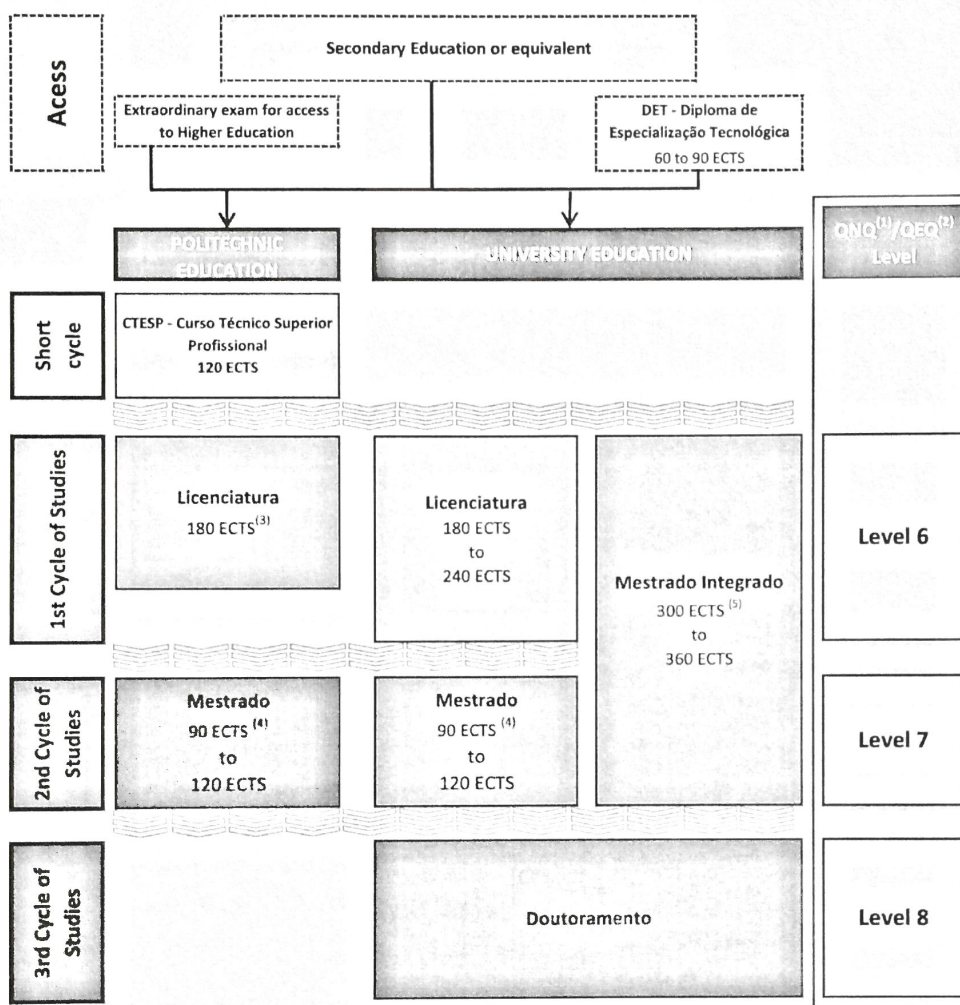 Acess
Secondary Education or equivalent
Extraordinary exam for access
to Higher Education
DET - Diploma de
Especialização Tecnológica
60 to 90 ECTS
POLITECHNIC
EDUCATION
UNIVERSITY EDUCATION
QNQ(1)/QEQ(2)
Level
Short
cycle
CTESP - Curso Técnico Superior
Profissional
120 ECTS
1st Cycle of Studies
Licenciatura
180 ECTS(3)
Licenciatura
180 ECTS
to
240 ECTS
Mestrado Integrado
300 ECTS (5)
to
360 ECTS
Level 6
2nd Cycle of
Studies
Mestrado
90 ECTS (4)
to
120 ECTS
Mestrado
90 ECTS (4)
to
120 ECTS
Level 7
3rd Cycle of
Studies
Doutoramento
Level 8